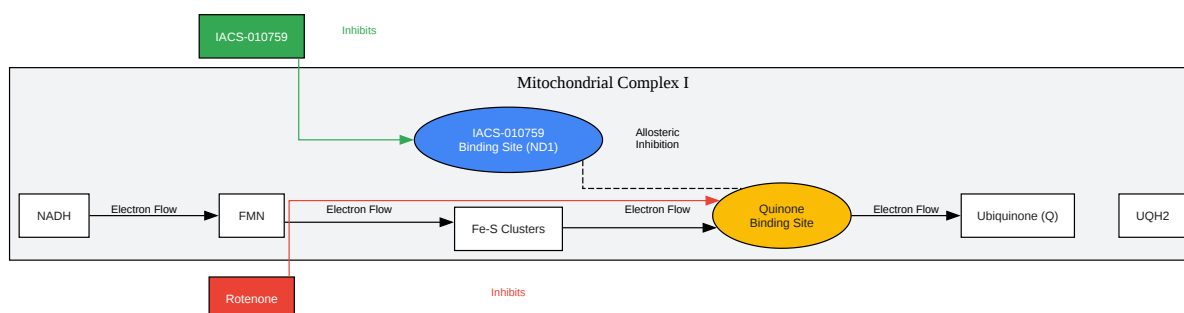 IACS-010759
Inhibits
Mitochondrial Complex I
IACS-010759
Binding Site (ND1)
Allosteric
Inhibition
NADH
Electron Flow
FMN
Electron Flow
Fe-S Clusters
Electron Flow
Quinone
Binding Site
Electron Flow
Ubiquinone (Q)
UQH2
Rotenone
Inhibits